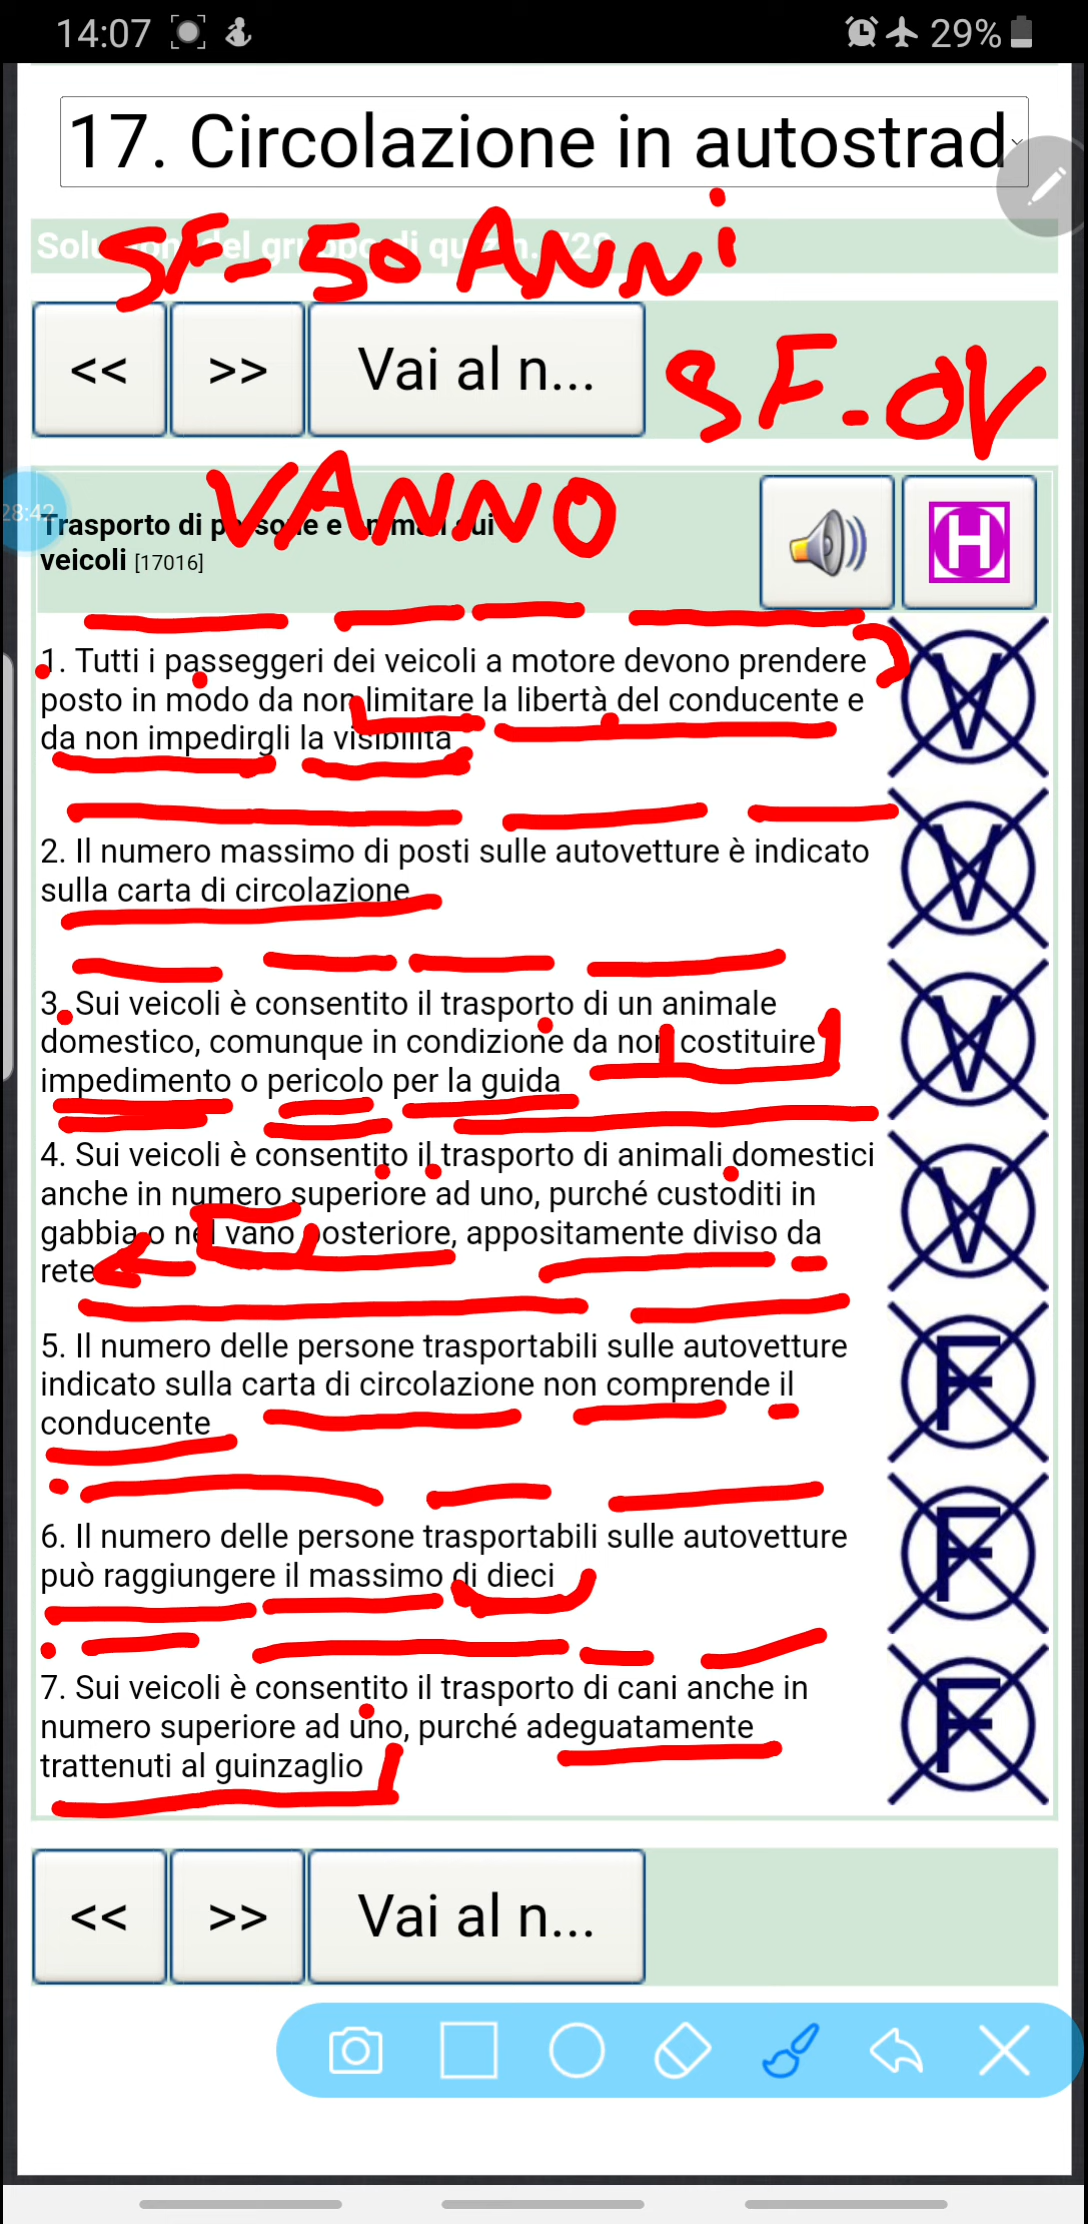 14:07
29%
17. Circolazione in autostrad
SF-50 ANNi
<< >> Vai al n...
SF.OV
VANNO
28:42
Trasporto di persone e animali sui
veicoli [17016]
H
1. Tutti i passeggeri dei veicoli a motore devono prendere
posto in modo da non limitare la libertà del conducente e
da non impedirgli la visibilità
V
2. Il numero massimo di posti sulle autovetture è indicato
sulla carta di circolazione
V
3. Sui veicoli è consentito il trasporto di un animale
domestico, comunque in condizione da non costituire
impedimento o pericolo per la guida
V
4. Sui veicoli è consentito il trasporto di animali domestici
anche in numero superiore ad uno, purché custoditi in
gabbia o nel vano posteriore, appositamente diviso da
rete
V
5. Il numero delle persone trasportabili sulle autovetture
indicato sulla carta di circolazione non comprende il
conducente
F
6. Il numero delle persone trasportabili sulle autovetture
può raggiungere il massimo di dieci
F
7. Sui veicoli è consentito il trasporto di cani anche in
numero superiore ad uno, purché adeguatamente
trattenuti al guinzaglio
F
<< >> Vai al n...